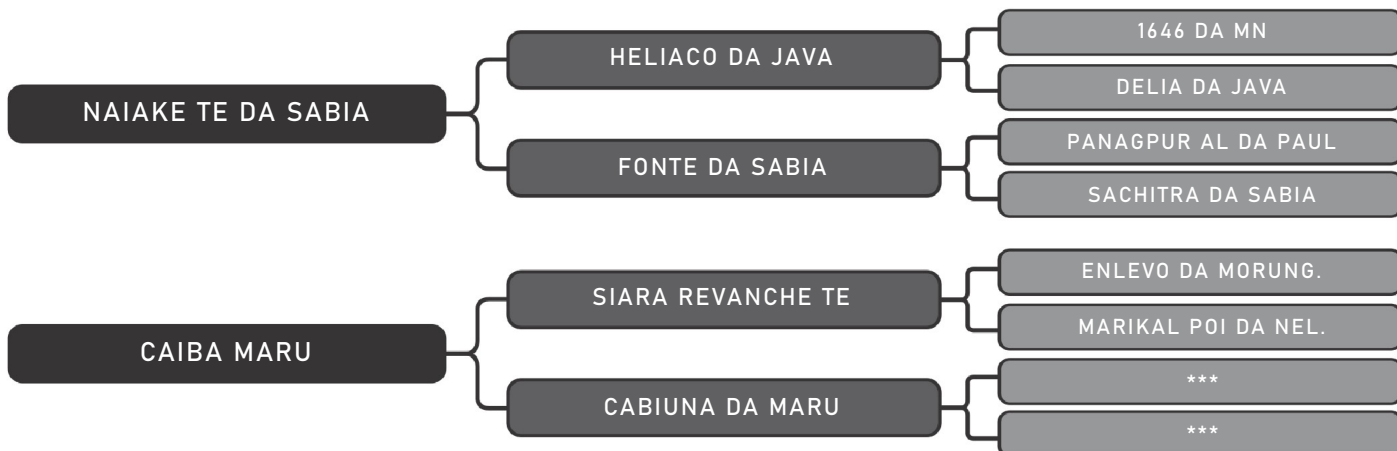 NAIAKE TE DA SABIA
HELIACO DA JAVA
1646 DA MN
DELIA DA JAVA
FONTE DA SABIA
PANAGPUR AL DA PAUL
SACHITRA DA SABIA
CAIBA MARU
SIARA REVANCHE TE
ENLEVO DA MORUNG.
MARIKAL POI DA NEL.
CABIUNA DA MARU
***
***